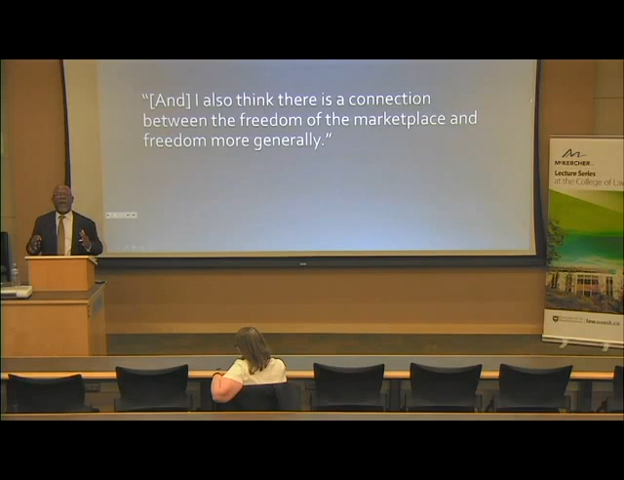 “[And] I also think there is a connection
between the freedom of the marketplace and
freedom more generally.”
McKERCHER
Lecture Series
at the College of La